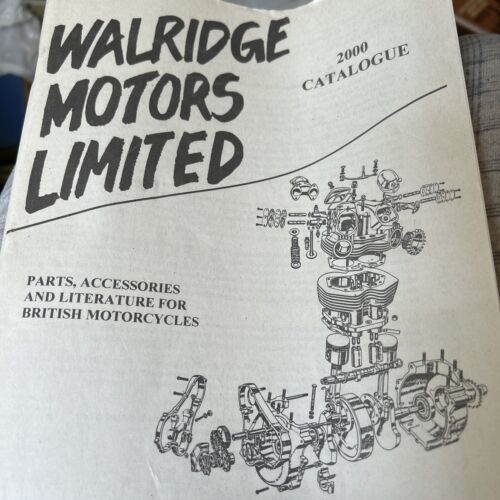 WALRIDGE
MOTORS
LIMITED
2000
CATALOGUE
PARTS, ACCESSORIES
AND LITERATURE FOR
BRITISH MOTORCYCLES